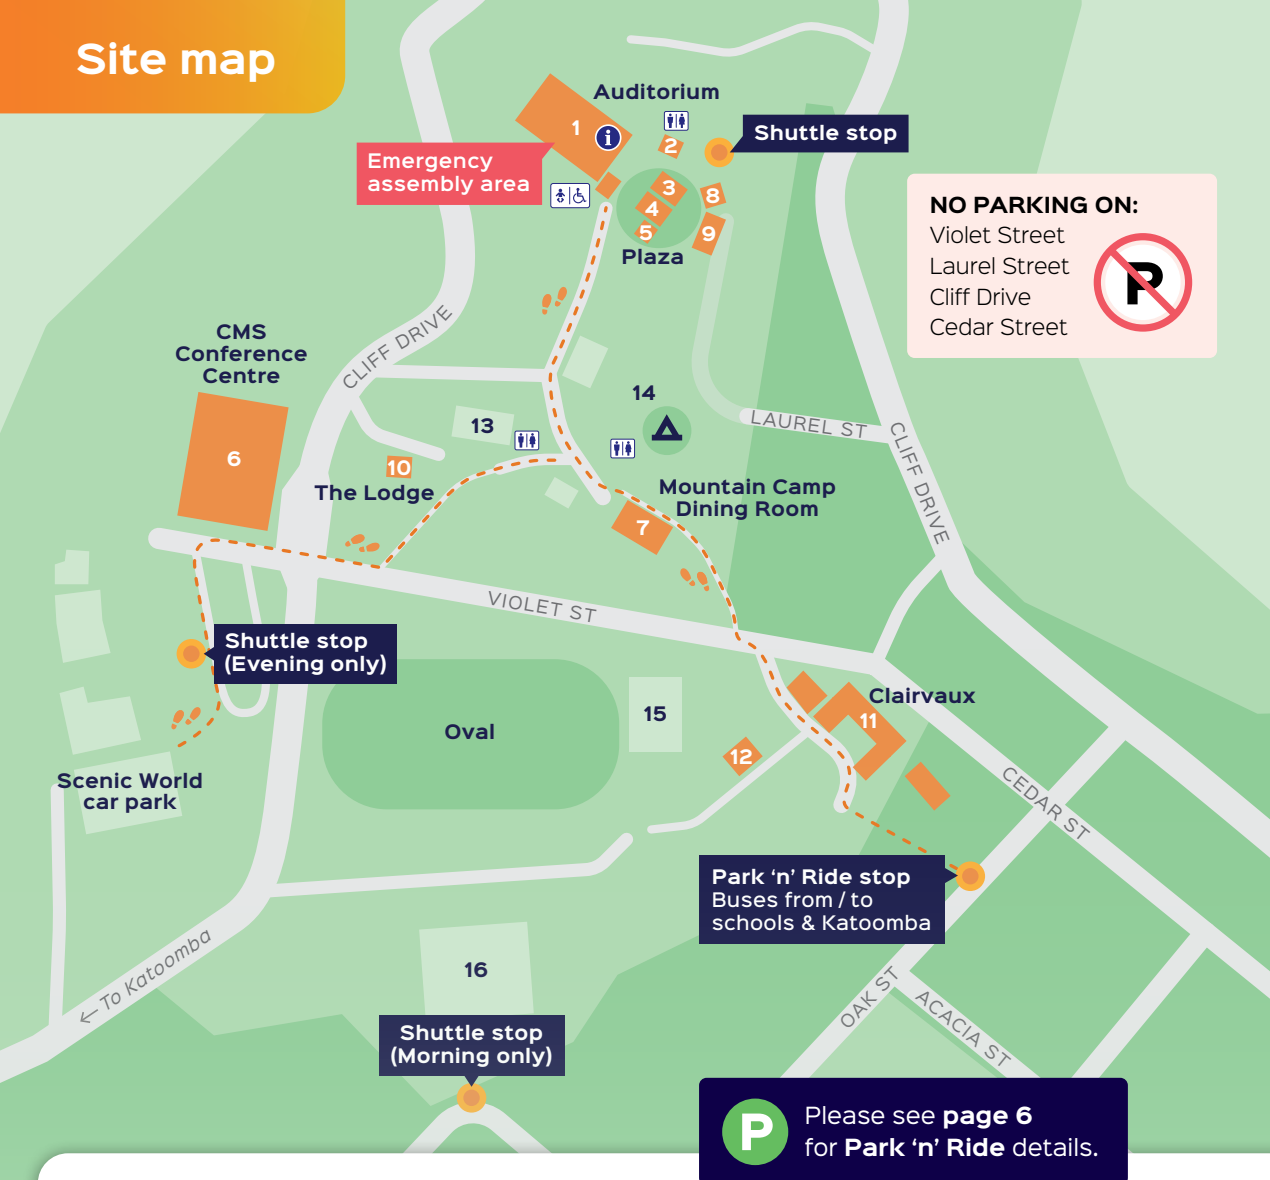 Site map
Auditorium
1
i
2
Shuttle stop
Emergency
assembly area
3
8
4
5
9
Plaza
NO PARKING ON:
Violet Street
Laurel Street
Cliff Drive
Cedar Street
P
CMS
Conference
Centre
CLIFF DRIVE
14
13
LAUREL ST
6
10
The Lodge
CLIFF DRIVE
Mountain Camp
Dining Room
7
VIOLET ST
Shuttle stop
(Evening only)
Oval
15
Clairvaux
11
12
Scenic World
car park
CEDAR ST
Park ‘n’ Ride stop
Buses from / to
schools & Katoomba
← To Katoomba
16
OAK ST
ACACIA ST
Shuttle stop
(Morning only)
P
Please see page 6
for Park ‘n’ Ride details.